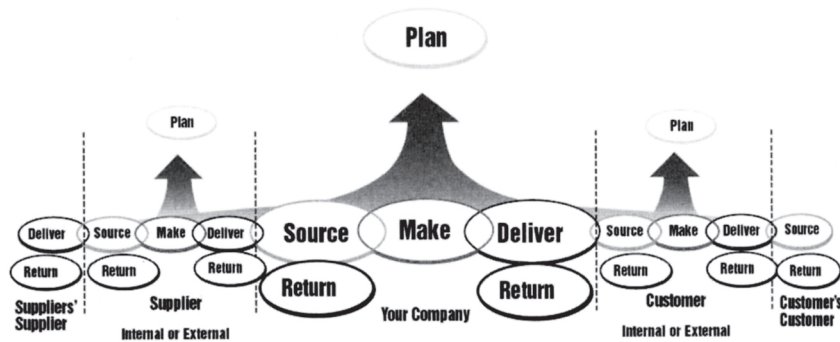 Plan
Plan
Plan
Deliver Source Make Deliver Source Make Deliver Source Make Deliver Source
Return Return Return Return Return Return Return Return
Suppliers' Supplier Your Company Customer Customer's
Supplier Internal or External Internal or External Customer